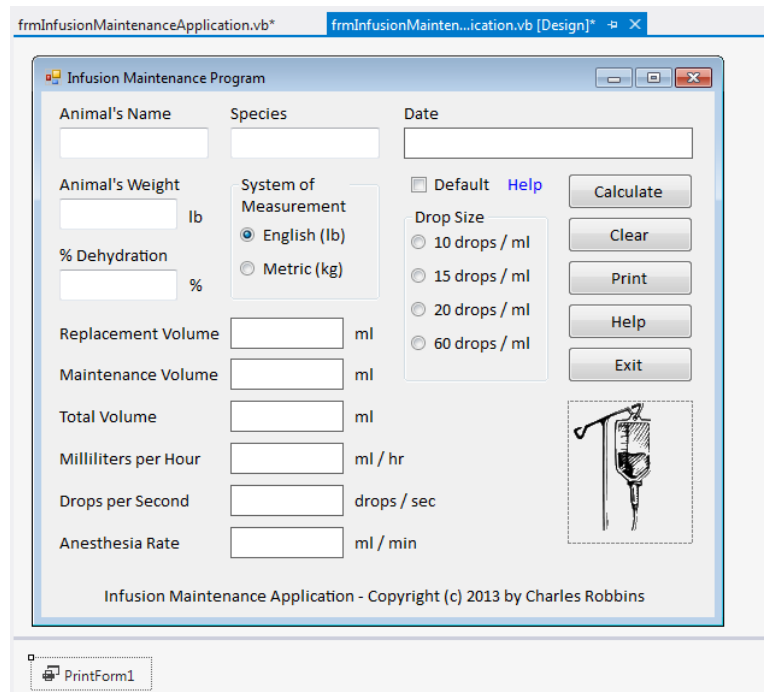 frmInfusionMaintenanceApplication.vb* frmInfusionMainten...ication.vb [Design]*
Infusion Maintenance Program
Animal's Name Species Date
Animal's Weight
lb
% Dehydration
%
System of
Measurement
English (lb)
Metric (kg)
Default Help
Drop Size
10 drops / ml
15 drops / ml
20 drops / ml
60 drops / ml
Calculate
Clear
Print
Help
Exit
Replacement Volume ml
Maintenance Volume ml
Total Volume ml
Milliliters per Hour ml / hr
Drops per Second drops / sec
Anesthesia Rate ml / min
Infusion Maintenance Application - Copyright (c) 2013 by Charles Robbins
PrintForm1